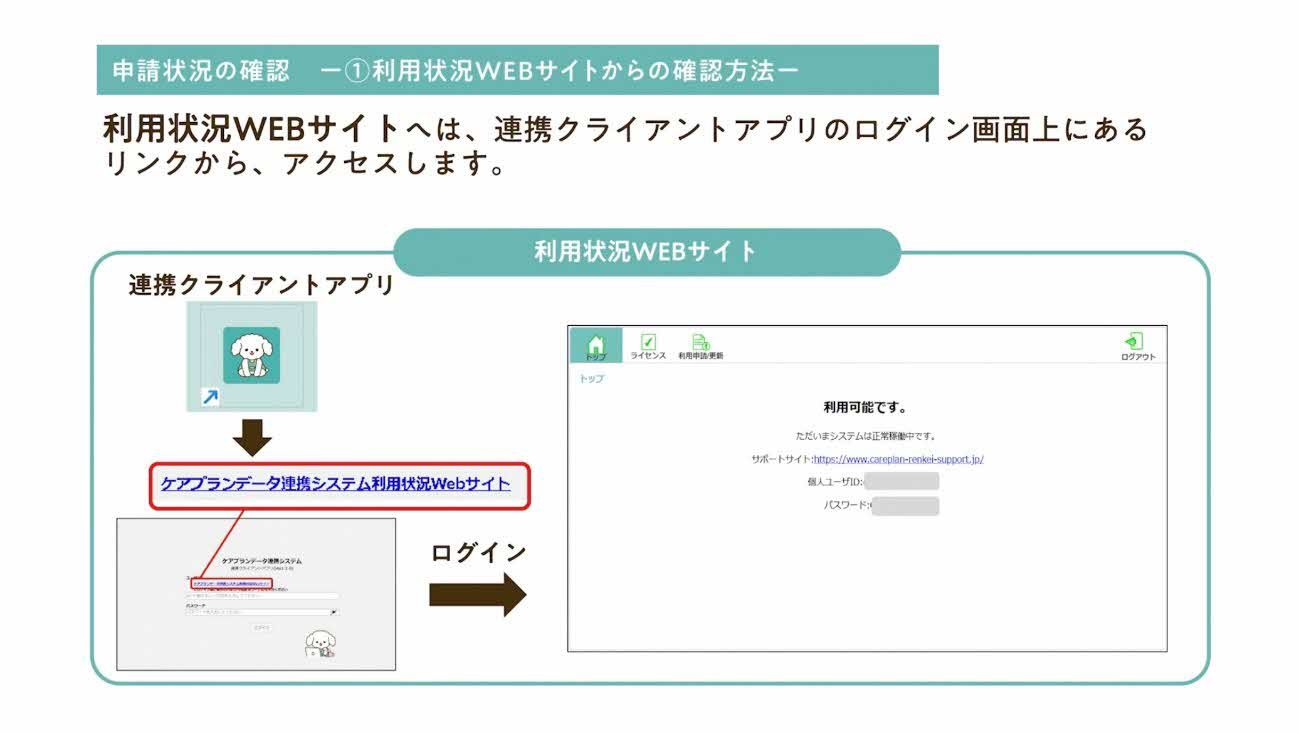 申請状況の確認　ー①利用状況WEBサイトからの確認方法ー
利用状況WEBサイトへは、連携クライアントアプリのログイン画面上にある
リンクから、アクセスします。
利用状況WEBサイト
連携クライアントアプリ
ケアプランデータ連携システム利用状況Webサイト
ケアプランデータ連携システム
パスワード
ログイン
トップ
ライセンス
利用申請/更新
ログアウト
トップ
利用可能です。
ただいまシステムは正常稼働中です。
サポートサイト:https://www.careplan-renkei-support.jp/
個人ユーザID:
パスワード: